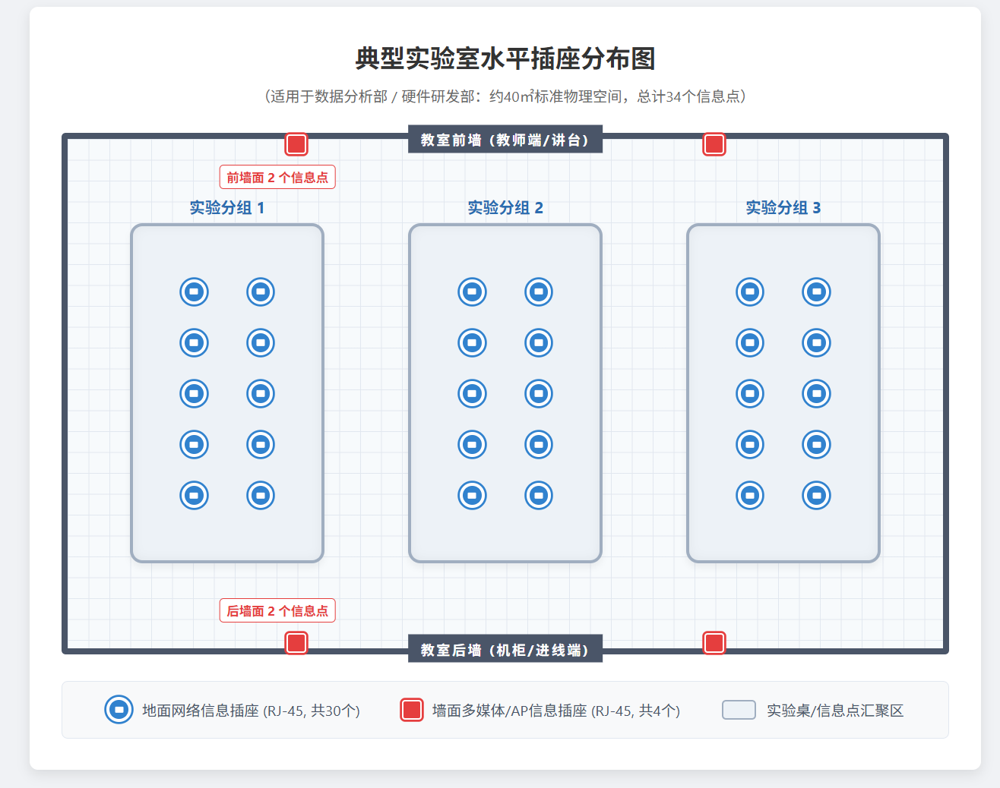 典型实验室水平插座分布图
（适用于数据分析部 / 硬件研发部：约40㎡标准物理空间，总计34个信息点）
教室前墙 (教师端/讲台)
前墙面 2 个信息点
实验分组 1
实验分组 2
实验分组 3
后墙面 2 个信息点
教室后墙 (机柜/进线端)
地面网络信息插座 (RJ-45, 共30个)
墙面多媒体/AP信息插座 (RJ-45, 共4个)
实验桌/信息点汇聚区